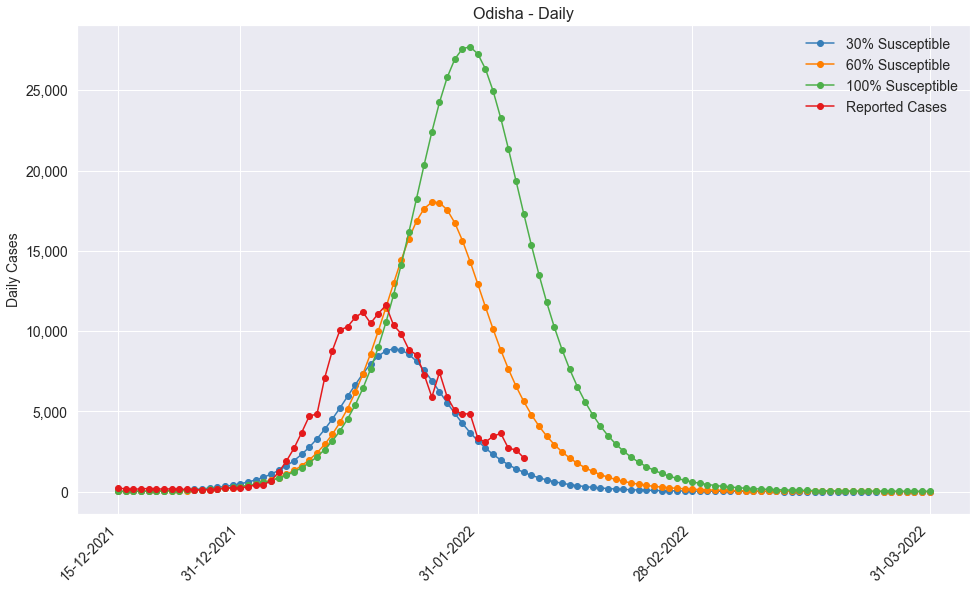 Odisha - Daily
30% Susceptible
60% Susceptible
100% Susceptible
Reported Cases
Daily Cases
25,000
20,000
15,000
10,000
5,000
0
15-12-2021
31-12-2021
31-01-2022
28-02-2022
31-03-2022